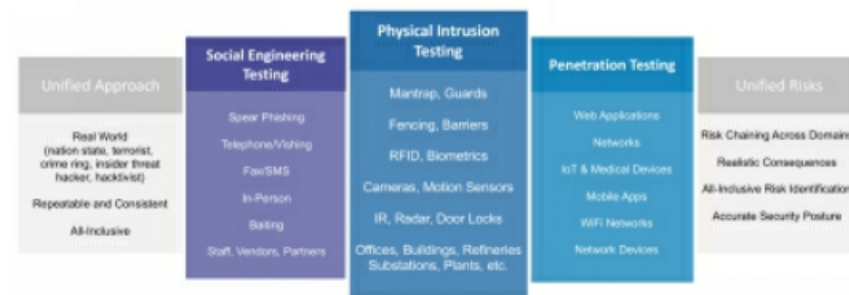 Unified Approach
Real World
(nation state, terrorist,
crime ring, insider threat
hacker, hacktivist)
Repeatable and Consistent
All-Inclusive
Social Engineering
Testing
Spear Phishing
Telephone/Vishing
Fax/SMS
In-Person
Baiting
Staff, Vendors, Partners
Physical Intrusion
Testing
Mantrap, Guards
Fencing, Barriers
RFID, Biometrics
Cameras, Motion Sensors
IR, Radar, Door Locks
Offices, Buildings, Refineries
Substations, Plants, etc.
Penetration Testing
Web Applications
Networks
IoT & Medical Devices
Mobile Apps
WiFi Networks
Network Devices
Unified Risks
Risk Chaining Across Domains
Realistic Consequences
All-Inclusive Risk Identification
Accurate Security Posture